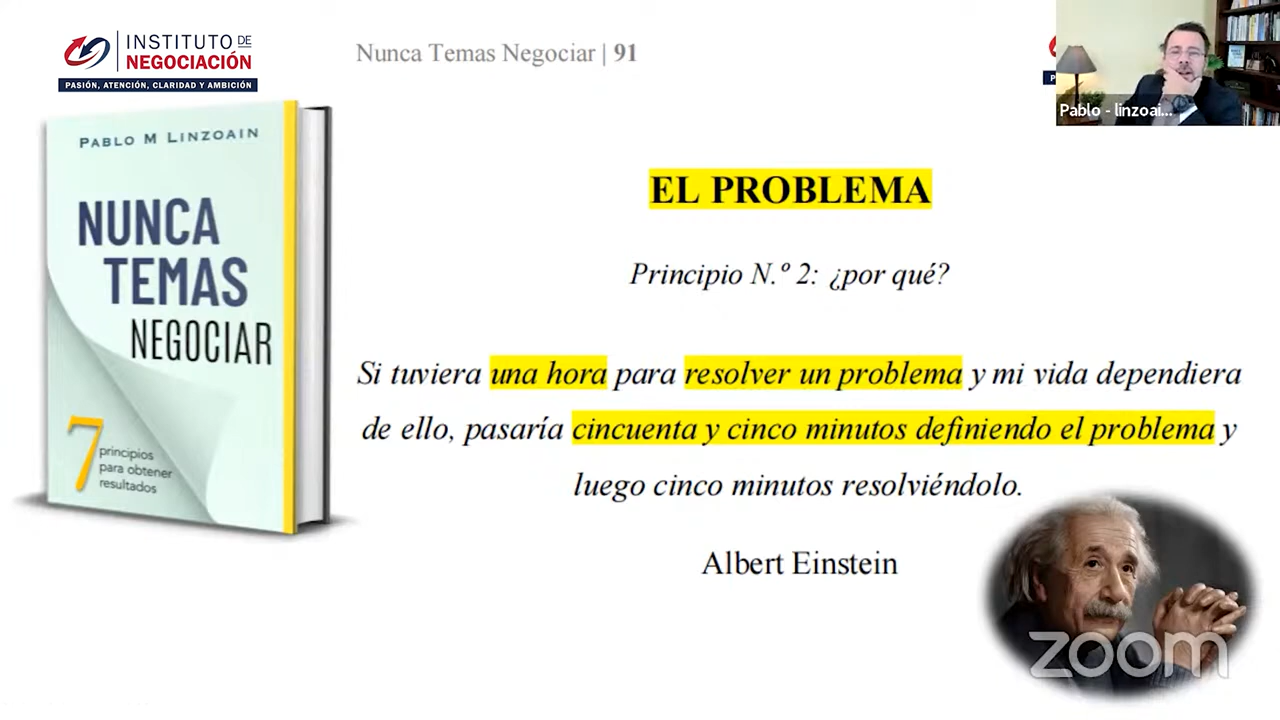 INSTITUTO DE
NEGOCIACIÓN
PASIÓN, ATENCIÓN, CLARIDAD Y AMBICIÓN
Nunca Temas Negociar | 91
Pablo - linzoai...
PABLO M LINZOAIN
NUNCA
TEMAS
NEGOCIAR
7
principios
para obtener
resultados
EL PROBLEMA
Principio N.º 2: ¿por qué?
Si tuviera una hora para resolver un problema y mi vida dependiera
de ello, pasaría cincuenta y cinco minutos definiendo el problema y
luego cinco minutos resolviéndolo.
Albert Einstein
zoom